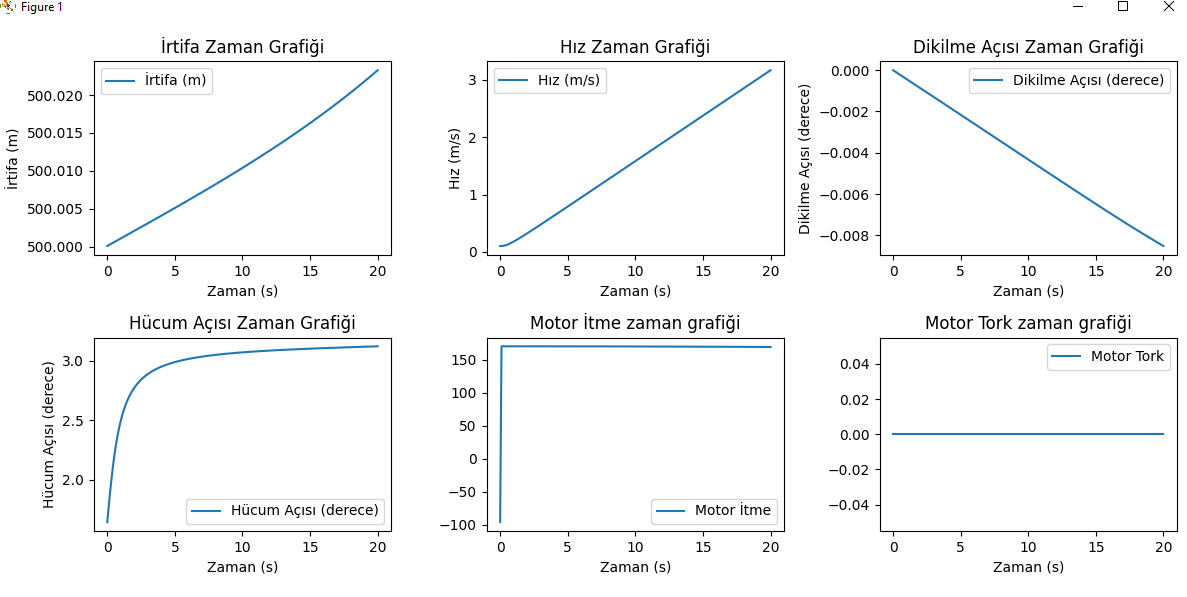 Figure 1
İrtifa Zaman Grafiği
İrtifa (m)
500.020
500.015
500.010
500.005
500.000
İrtifa (m)
0 5 10 15 20
Zaman (s)
Hız Zaman Grafiği
Hız (m/s)
3
2
1
0
Hız (m/s)
0 5 10 15 20
Zaman (s)
Dikilme Açısı Zaman Grafiği
Dikilme Açısı (derece)
0.000
−0.002
−0.004
−0.006
−0.008
Dikilme Açısı (derece)
0 5 10 15 20
Zaman (s)
Hücum Açısı Zaman Grafiği
3.0
2.5
2.0
Hücum Açısı (derece)
Hücum Açısı (derece)
0 5 10 15 20
Zaman (s)
Motor İtme zaman grafiği
150
100
50
0
−50
−100
Motor İtme
0 5 10 15 20
Zaman (s)
Motor Tork zaman grafiği
Motor Tork
0.04
0.02
0.00
−0.02
−0.04
0 5 10 15 20
Zaman (s)